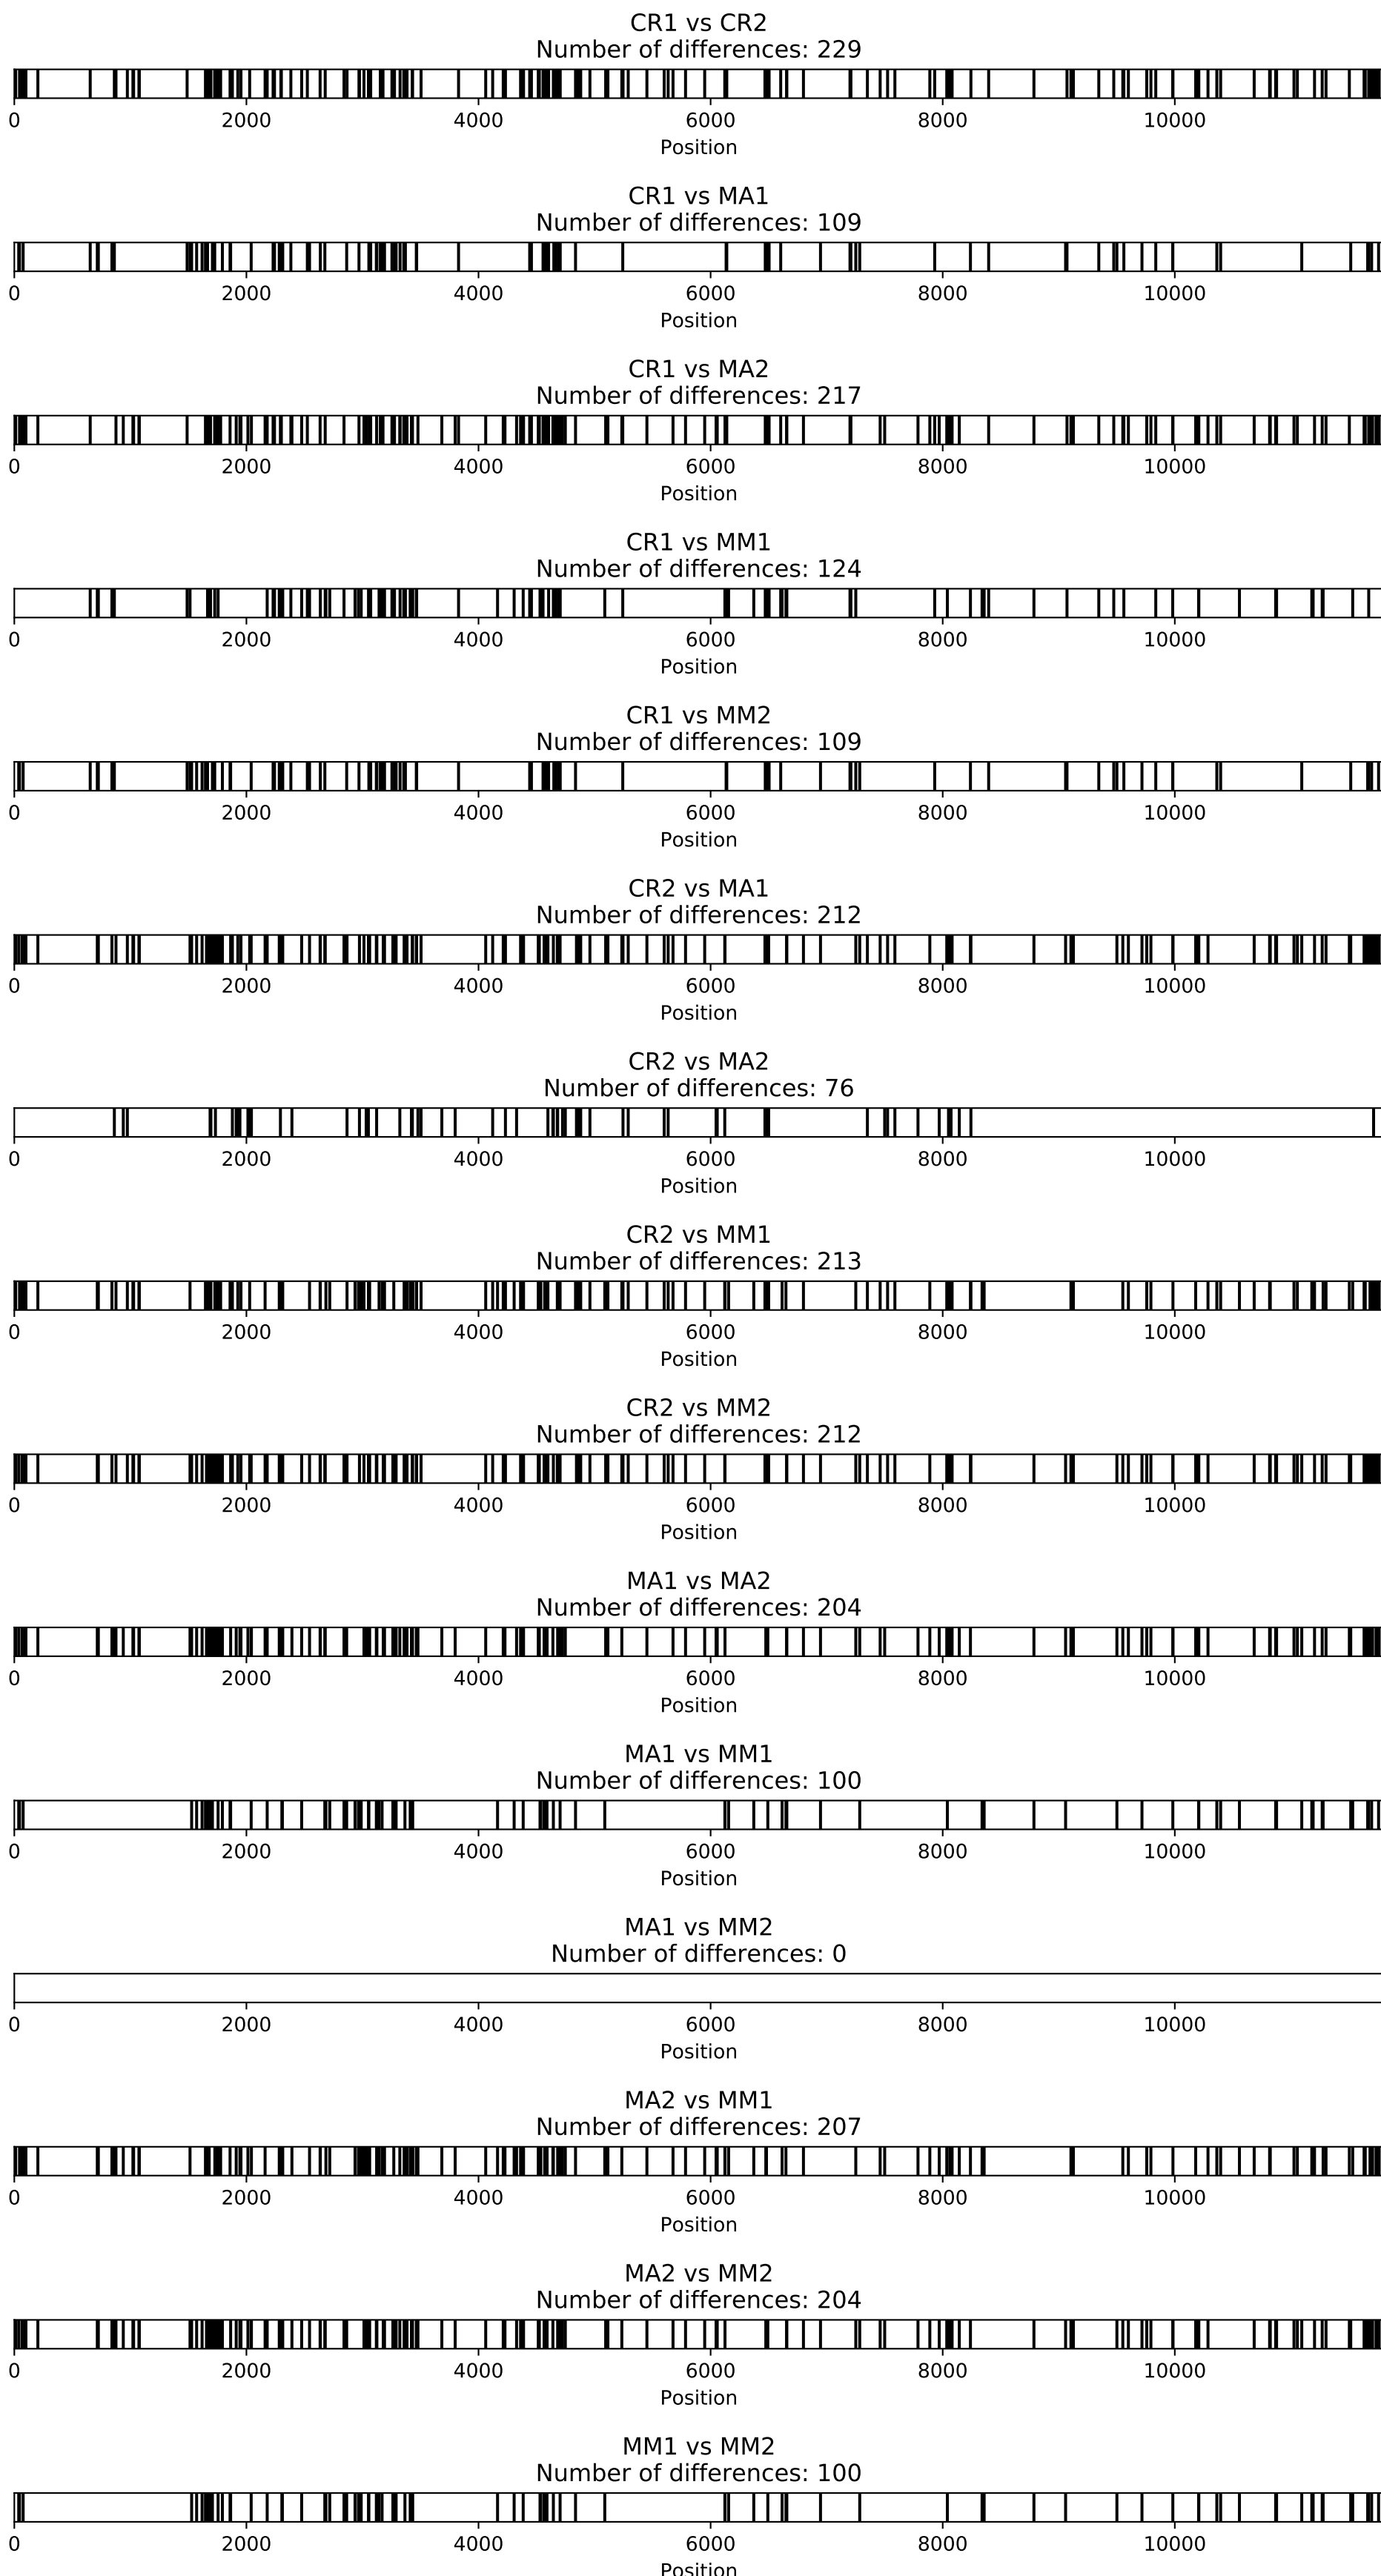 CR1 vs CR2
Number of differences: 229
0 2000 4000 6000 8000 10000
Position
CR1 vs MA1
Number of differences: 109
0 2000 4000 6000 8000 10000
Position
CR1 vs MA2
Number of differences: 217
0 2000 4000 6000 8000 10000
Position
CR1 vs MM1
Number of differences: 124
0 2000 4000 6000 8000 10000
Position
CR1 vs MM2
Number of differences: 109
0 2000 4000 6000 8000 10000
Position
CR2 vs MA1
Number of differences: 212
0 2000 4000 6000 8000 10000
Position
CR2 vs MA2
Number of differences: 76
0 2000 4000 6000 8000 10000
Position
CR2 vs MM1
Number of differences: 213
0 2000 4000 6000 8000 10000
Position
CR2 vs MM2
Number of differences: 212
0 2000 4000 6000 8000 10000
Position
MA1 vs MA2
Number of differences: 204
0 2000 4000 6000 8000 10000
Position
MA1 vs MM1
Number of differences: 100
0 2000 4000 6000 8000 10000
Position
MA1 vs MM2
Number of differences: 0
0 2000 4000 6000 8000 10000
Position
MA2 vs MM1
Number of differences: 207
0 2000 4000 6000 8000 10000
Position
MA2 vs MM2
Number of differences: 204
0 2000 4000 6000 8000 10000
Position
MM1 vs MM2
Number of differences: 100
0 2000 4000 6000 8000 10000
Position